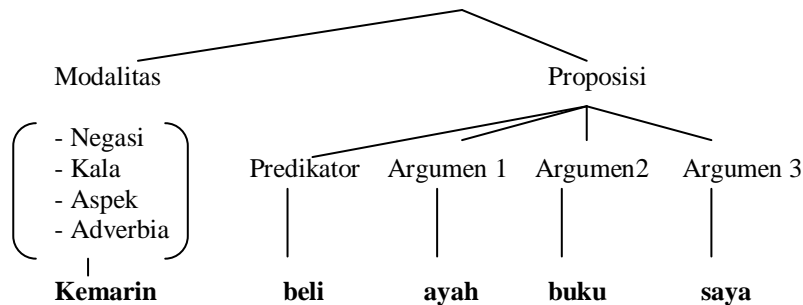 Modalitas Proposisi
- Negasi
- Kala
- Aspek
- Adverbia
Predikator Argumen 1 Argumen2 Argumen 3
Kemarin beli ayah buku saya